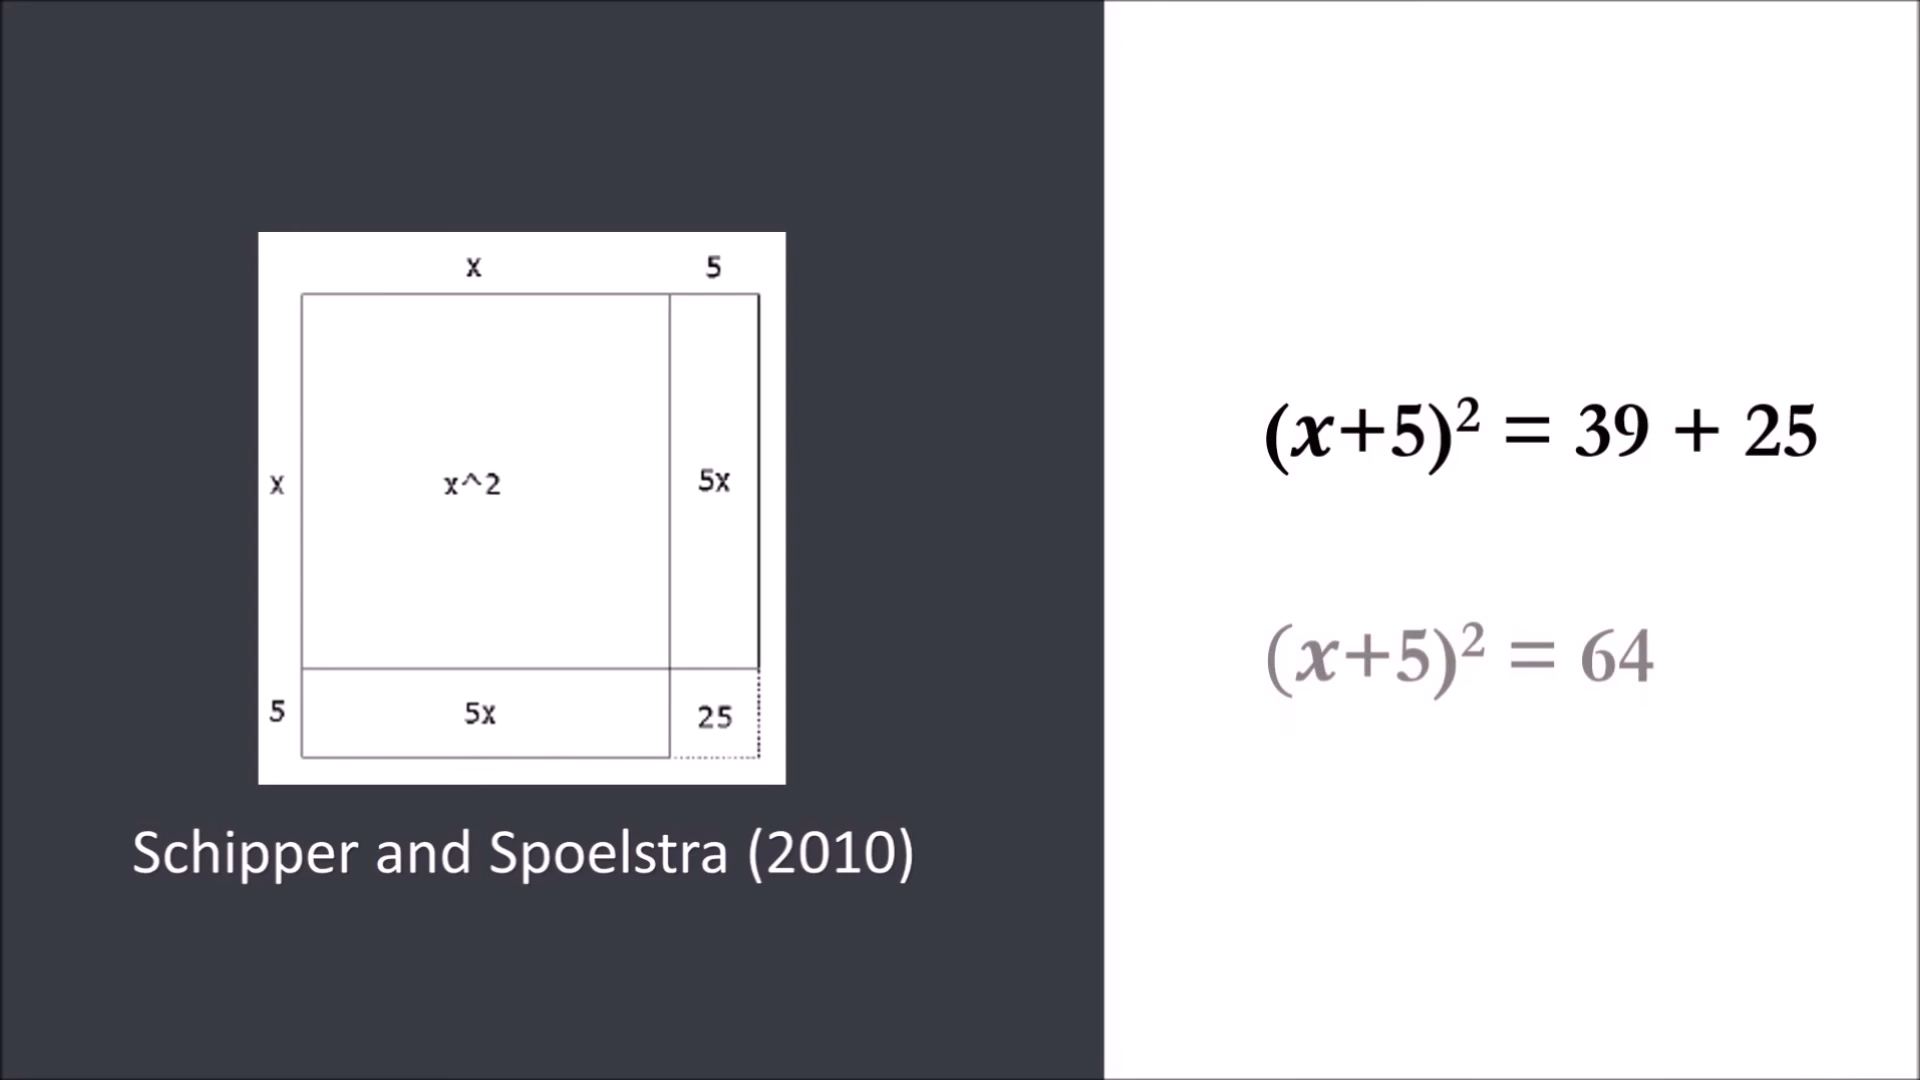 x 5
x x^2 5x
5 5x 25
Schipper and Spoelstra (2010)
(x+5)² = 39 + 25
(x+5)² = 64